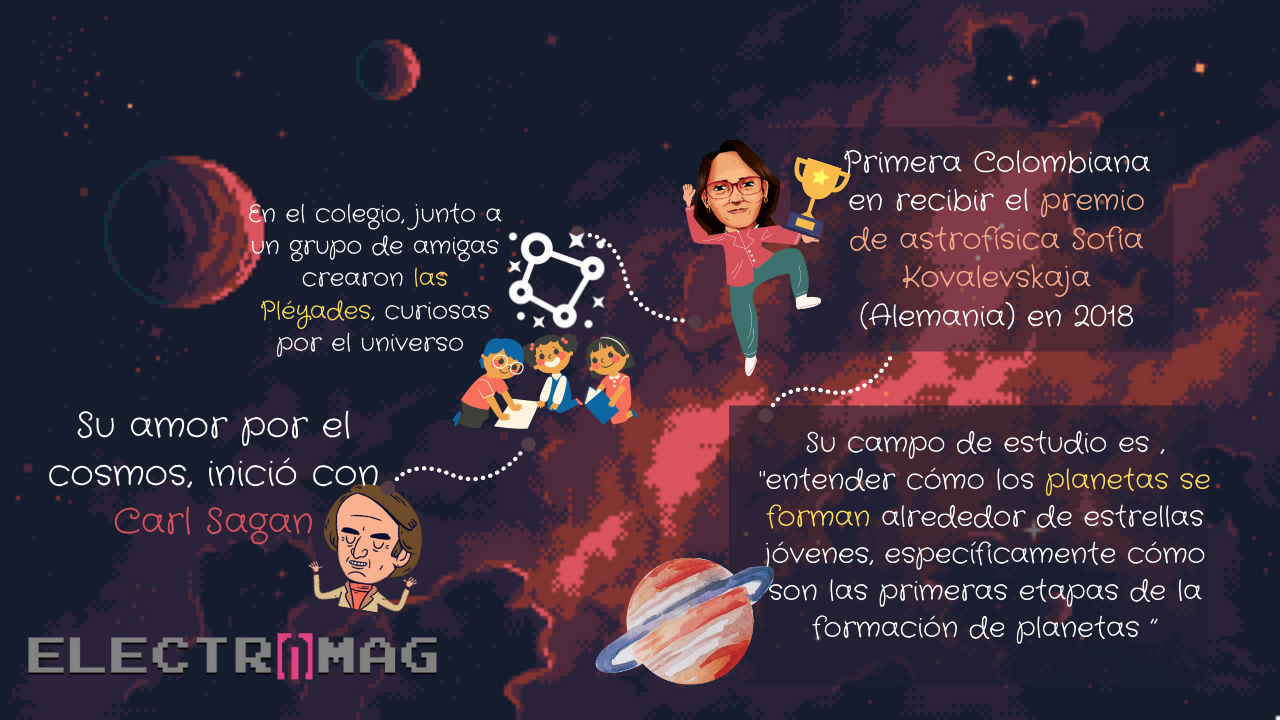 Su amor por el
cosmos, inició con
Carl Sagan
En el colegio, junto a
un grupo de amigas
crearon las
Pléyades, curiosas
por el universo
Primera Colombiana
en recibir el premio
de astrofísica Sofia
Kovalevskaja
(Alemania) en 2018
Su campo de estudio es ,
"entender cómo los planetas se
forman alrededor de estrellas
jóvenes, específicamente cómo
son las primeras etapas de la
formación de planetas "
ELECTR[]MAG